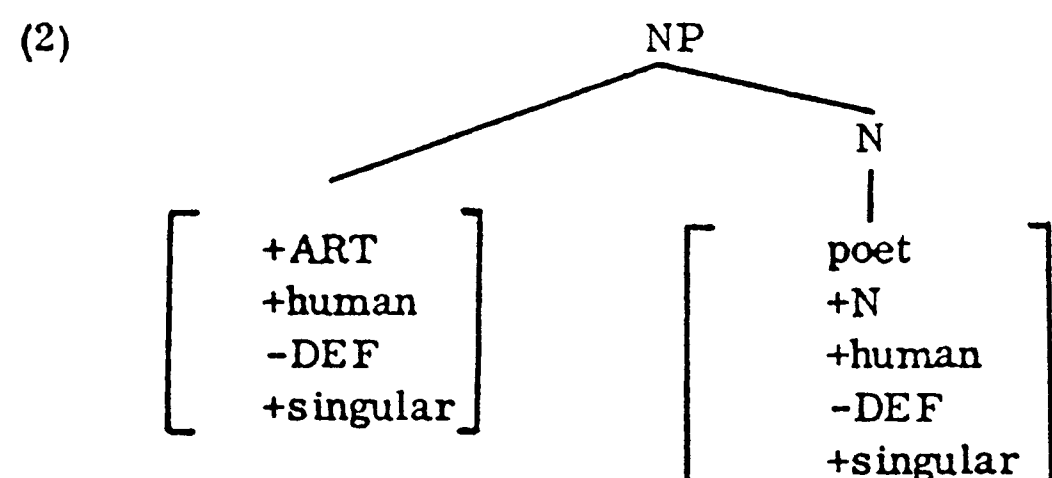 (2)
NP
N
+ART
+human
-DEF
+singular
poet
+N
+human
-DEF
+singular